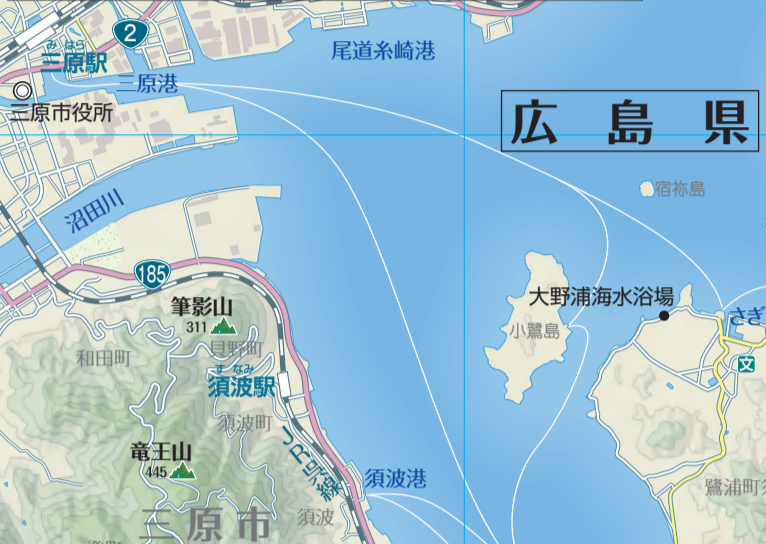 2
尾道糸崎港
みはら
三原駅
三原港
三原市役所
広島県
沼田川
宿祢島
185
大野浦海水浴場
筆影山
311
小鷺島
さぎ
貝野町
和田町
文
すなみ
須波駅
須波町
竜王山
445
JR呉線
須波港
鷺浦町
三原市
須波